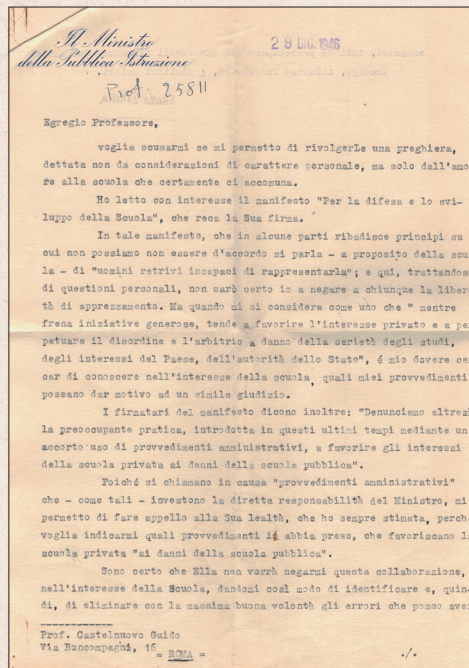 Il Ministro
della Pubblica Istruzione
29 DIC. 1946
Prot. 25811
Egregio Professore,
voglia scusarmi se mi permetto di rivolgerLe una preghiera,
dettata non da considerazioni di carattere personale, ma solo dall'amo
re alla scuola che certamente ci accomuna.
Ho letto con interesse il manifesto "Per la difesa e lo svi-
luppo della Scuola", che reca la Sua firma.
In tale manifesto, che in alcune parti ribadisce principi su
cui non possiamo non essere d'accordo si parla - a proposito della scu
la - di "uomini retrivi incapaci di rappresentarla"; e qui, trattandos
di questioni personali, non sarò certo io a negare a chiunque la liber
tà di apprezzamento. Ma quando mi si considera come uno che " mentre
frena iniziative generose, tende a favorire l'interesse privato e a per
petuare il disordine e l'arbitrio a danno della serietà degli studi,
degli interessi del Paese, dell'autorità dello Stato", é mio dovere cer
car di conoscere nell'interesse della scuola, quali miei provvedimenti
possano dar motivo ad un simile giudizio.
I firmatari del manifesto dicono inoltre: "Denunciamo altresì
la preoccupante pratica, introdotta in questi ultimi tempi mediante un
accorto uso di provvedimenti amministrativi, a favorire gli interessi
della scuola privata ai danni della scuola pubblica".
Poiché si chiamano in causa "provvedimenti amministrativi"
che - come tali - investono la diretta responsabilità del Ministro, mi
permetto di fare appello alla Sua lealtà, che ho sempre stimata, perch
voglia indicarmi quali provvedimenti abbia preso, che favoriscano la
scuola privata "ai danni della scuola pubblica".
Sono certo che Ella non vorrà negarmi questa collaborazione,
nell'interesse della Scuola, dandomi così modo di identificare e, quin-
di, di eliminare con la massima buona volontà gli errori che posso aver
Prof. Castelnuovo Guido
Via Boncompagni, 16
= ROMA =
./.